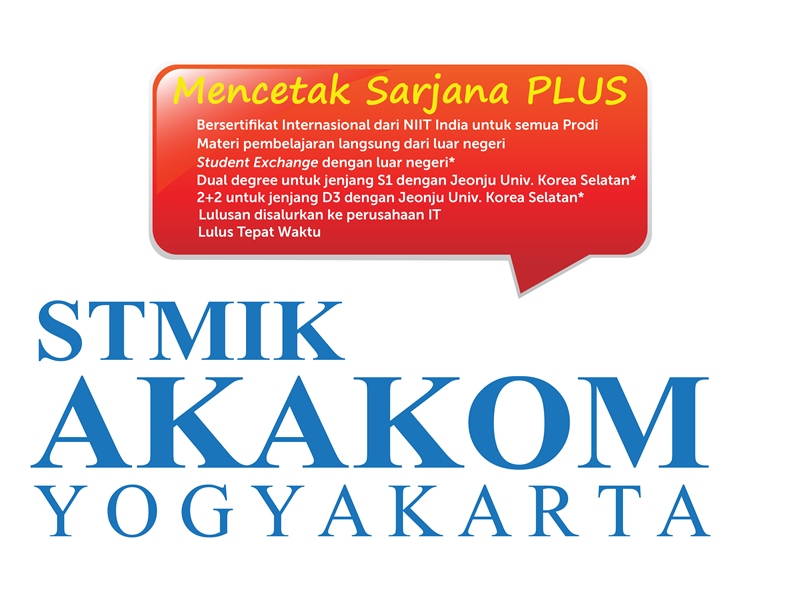 Mencetak Sarjana PLUS
Bersertifikat Internasional dari NIIT India untuk semua Prodi
Materi pembelajaran langsung dari luar negeri
Student Exchange dengan luar negeri*
Dual degree untuk jenjang S1 dengan Jeonju Univ. Korea Selatan*
2+2 untuk jenjang D3 dengan Jeonju Univ. Korea Selatan*
Lulusan disalurkan ke perusahaan IT
Lulus Tepat Waktu
STMIK
AKAKOM
YOGYAKARTA